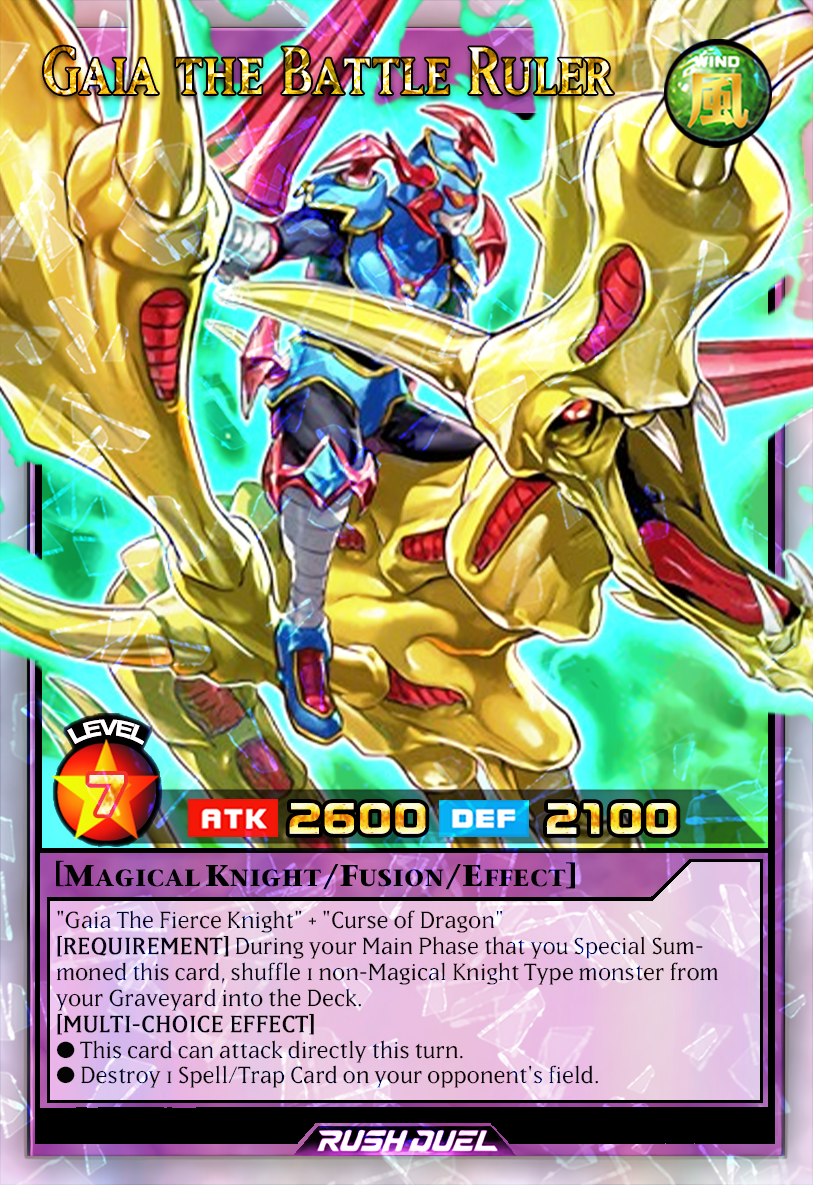 Gaia the Battle Ruler
WIND
風
LEVEL
7
ATK 2600 DEF 2100
[Magical Knight/Fusion/Effect]
"Gaia The Fierce Knight" + "Curse of Dragon"
[REQUIREMENT] During your Main Phase that you Special Sum-
moned this card, shuffle 1 non-Magical Knight Type monster from
your Graveyard into the Deck.
[MULTI-CHOICE EFFECT]
● This card can attack directly this turn.
● Destroy 1 Spell/Trap Card on your opponent's field.
RUSH DUEL